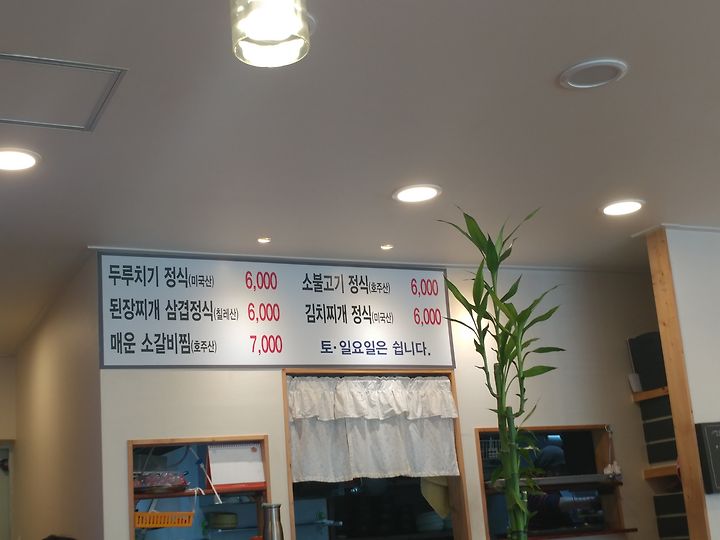 두루치기 정식(미국산) 6,000
된장찌개 삼겹정식(칠레산) 6,000
매운 소갈비찜(호주산) 7,000
소불고기 정식(호주산) 6,000
김치찌개 정식(미국산) 6,000
토·일요일은 쉽니다.